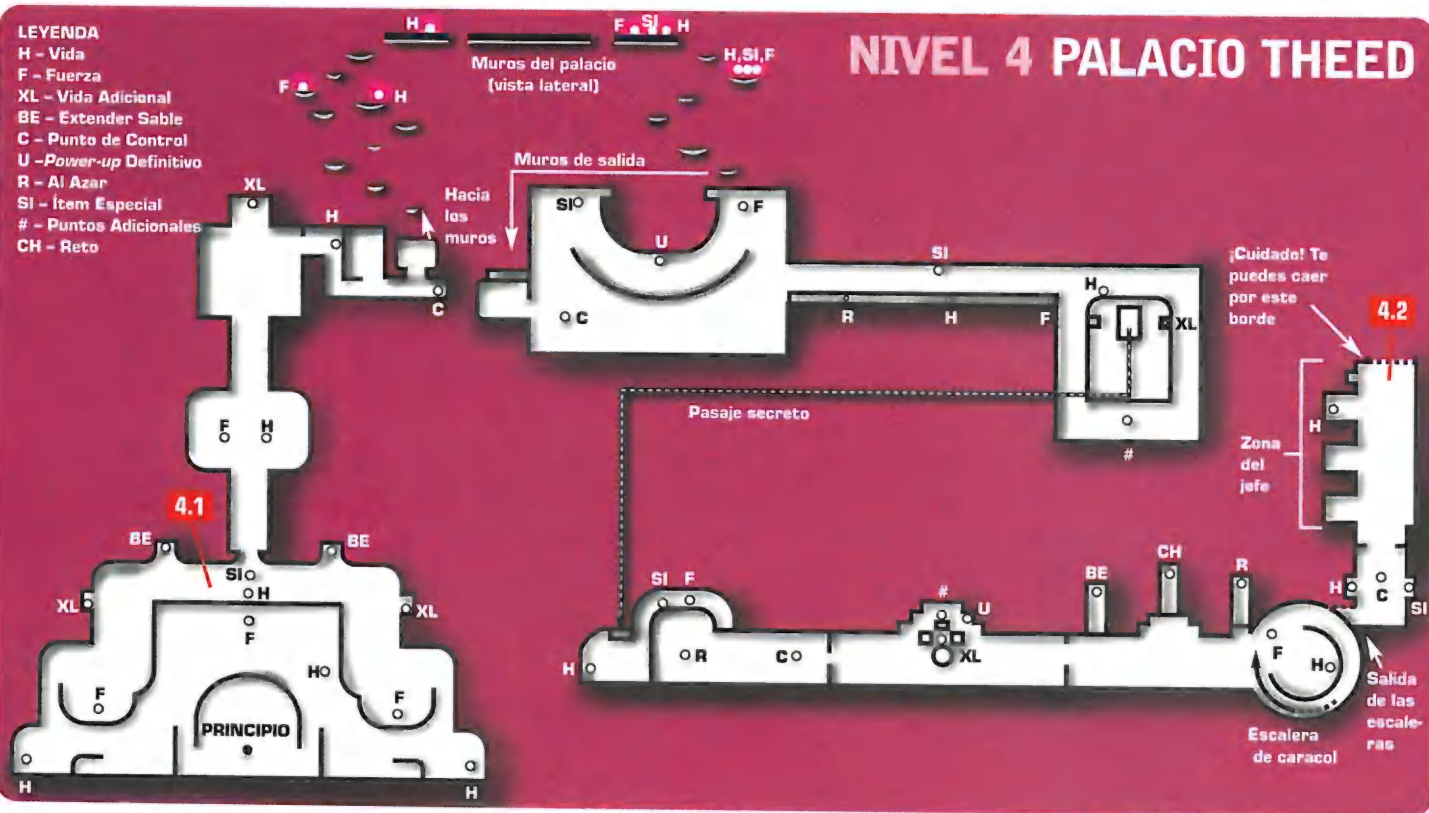 NIVEL 4 PALACIO THEED
LEYENDA
H – Vida
F – Fuerza
XL – Vida Adicional
BE – Extender Sable
C – Punto de Control
U –Power-up Definitivo
R – Al Azar
SI – Ítem Especial
# – Puntos Adicionales
CH – Reto
H
F SI H
Muros del palacio
(vista lateral)
H,SI,F
F
H
XL
H
Hacia
los
muros
C
Muros de salida
SI
F
U
C
SI
R
H
F
H
XL
#
Pasaje secreto
¡Cuidado! Te
puedes caer
por este
borde
4.2
H
Zona
del
jefe
F H
4.1
BE
BE
SI
H
XL
XL
F
H
F
F
PRINCIPIO
H
H
SI F
H
R
C
#
U
XL
BE
CH
R
H
C
SI
F
H
Salida
de las
escale-
ras
Escalera
de caracol